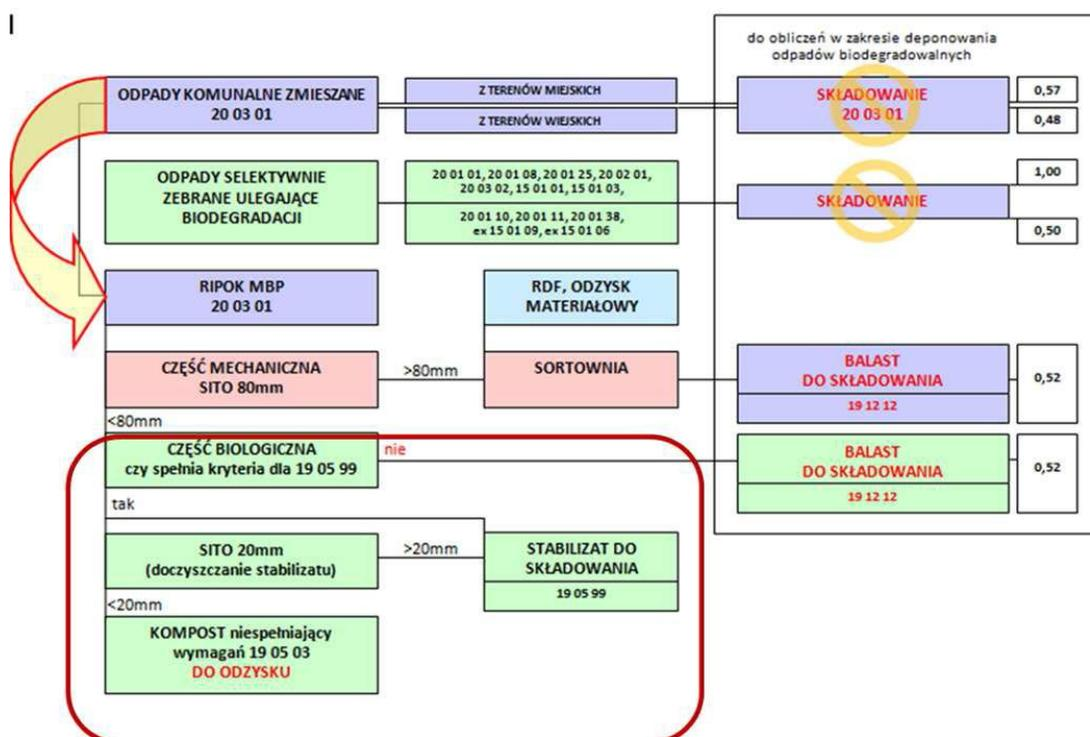 do obliczeń w zakresie deponowania
odpadów biodegradowalnych
ODPADY KOMUNALNE ZMIESZANE
20 03 01
Z TERENÓW MIEJSKICH
Z TERENÓW WIEJSKICH
SKŁADOWANIE
20 03 01
0,57
0,48
ODPADY SELEKTYWNIE
ZEBRANE ULEGAJĄCE
BIODEGRADACJI
20 01 01, 20 01 08, 20 01 25, 20 02 01,
20 03 02, 15 01 01, 15 01 03,
20 01 10, 20 01 11, 20 01 38,
ex 15 01 09, ex 15 01 06
SKŁADOWANIE
1,00
0,50
RIPOK MBP
20 03 01
RDF, ODZYSK
MATERIAŁOWY
CZĘŚĆ MECHANICZNA
SITO 80mm
>80mm
SORTOWNIA
BALAST
DO SKŁADOWANIA
19 12 12
0,52
<80mm
CZĘŚĆ BIOLOGICZNA
czy spełnia kryteria dla 19 05 99
nie
BALAST
DO SKŁADOWANIA
19 12 12
0,52
tak
SITO 20mm
(doczyszczanie stabilizatu)
>20mm
STABILIZAT DO
SKŁADOWANIA
19 05 99
<20mm
KOMPOST niespełniający
wymagań 19 05 03
DO ODZYSKU